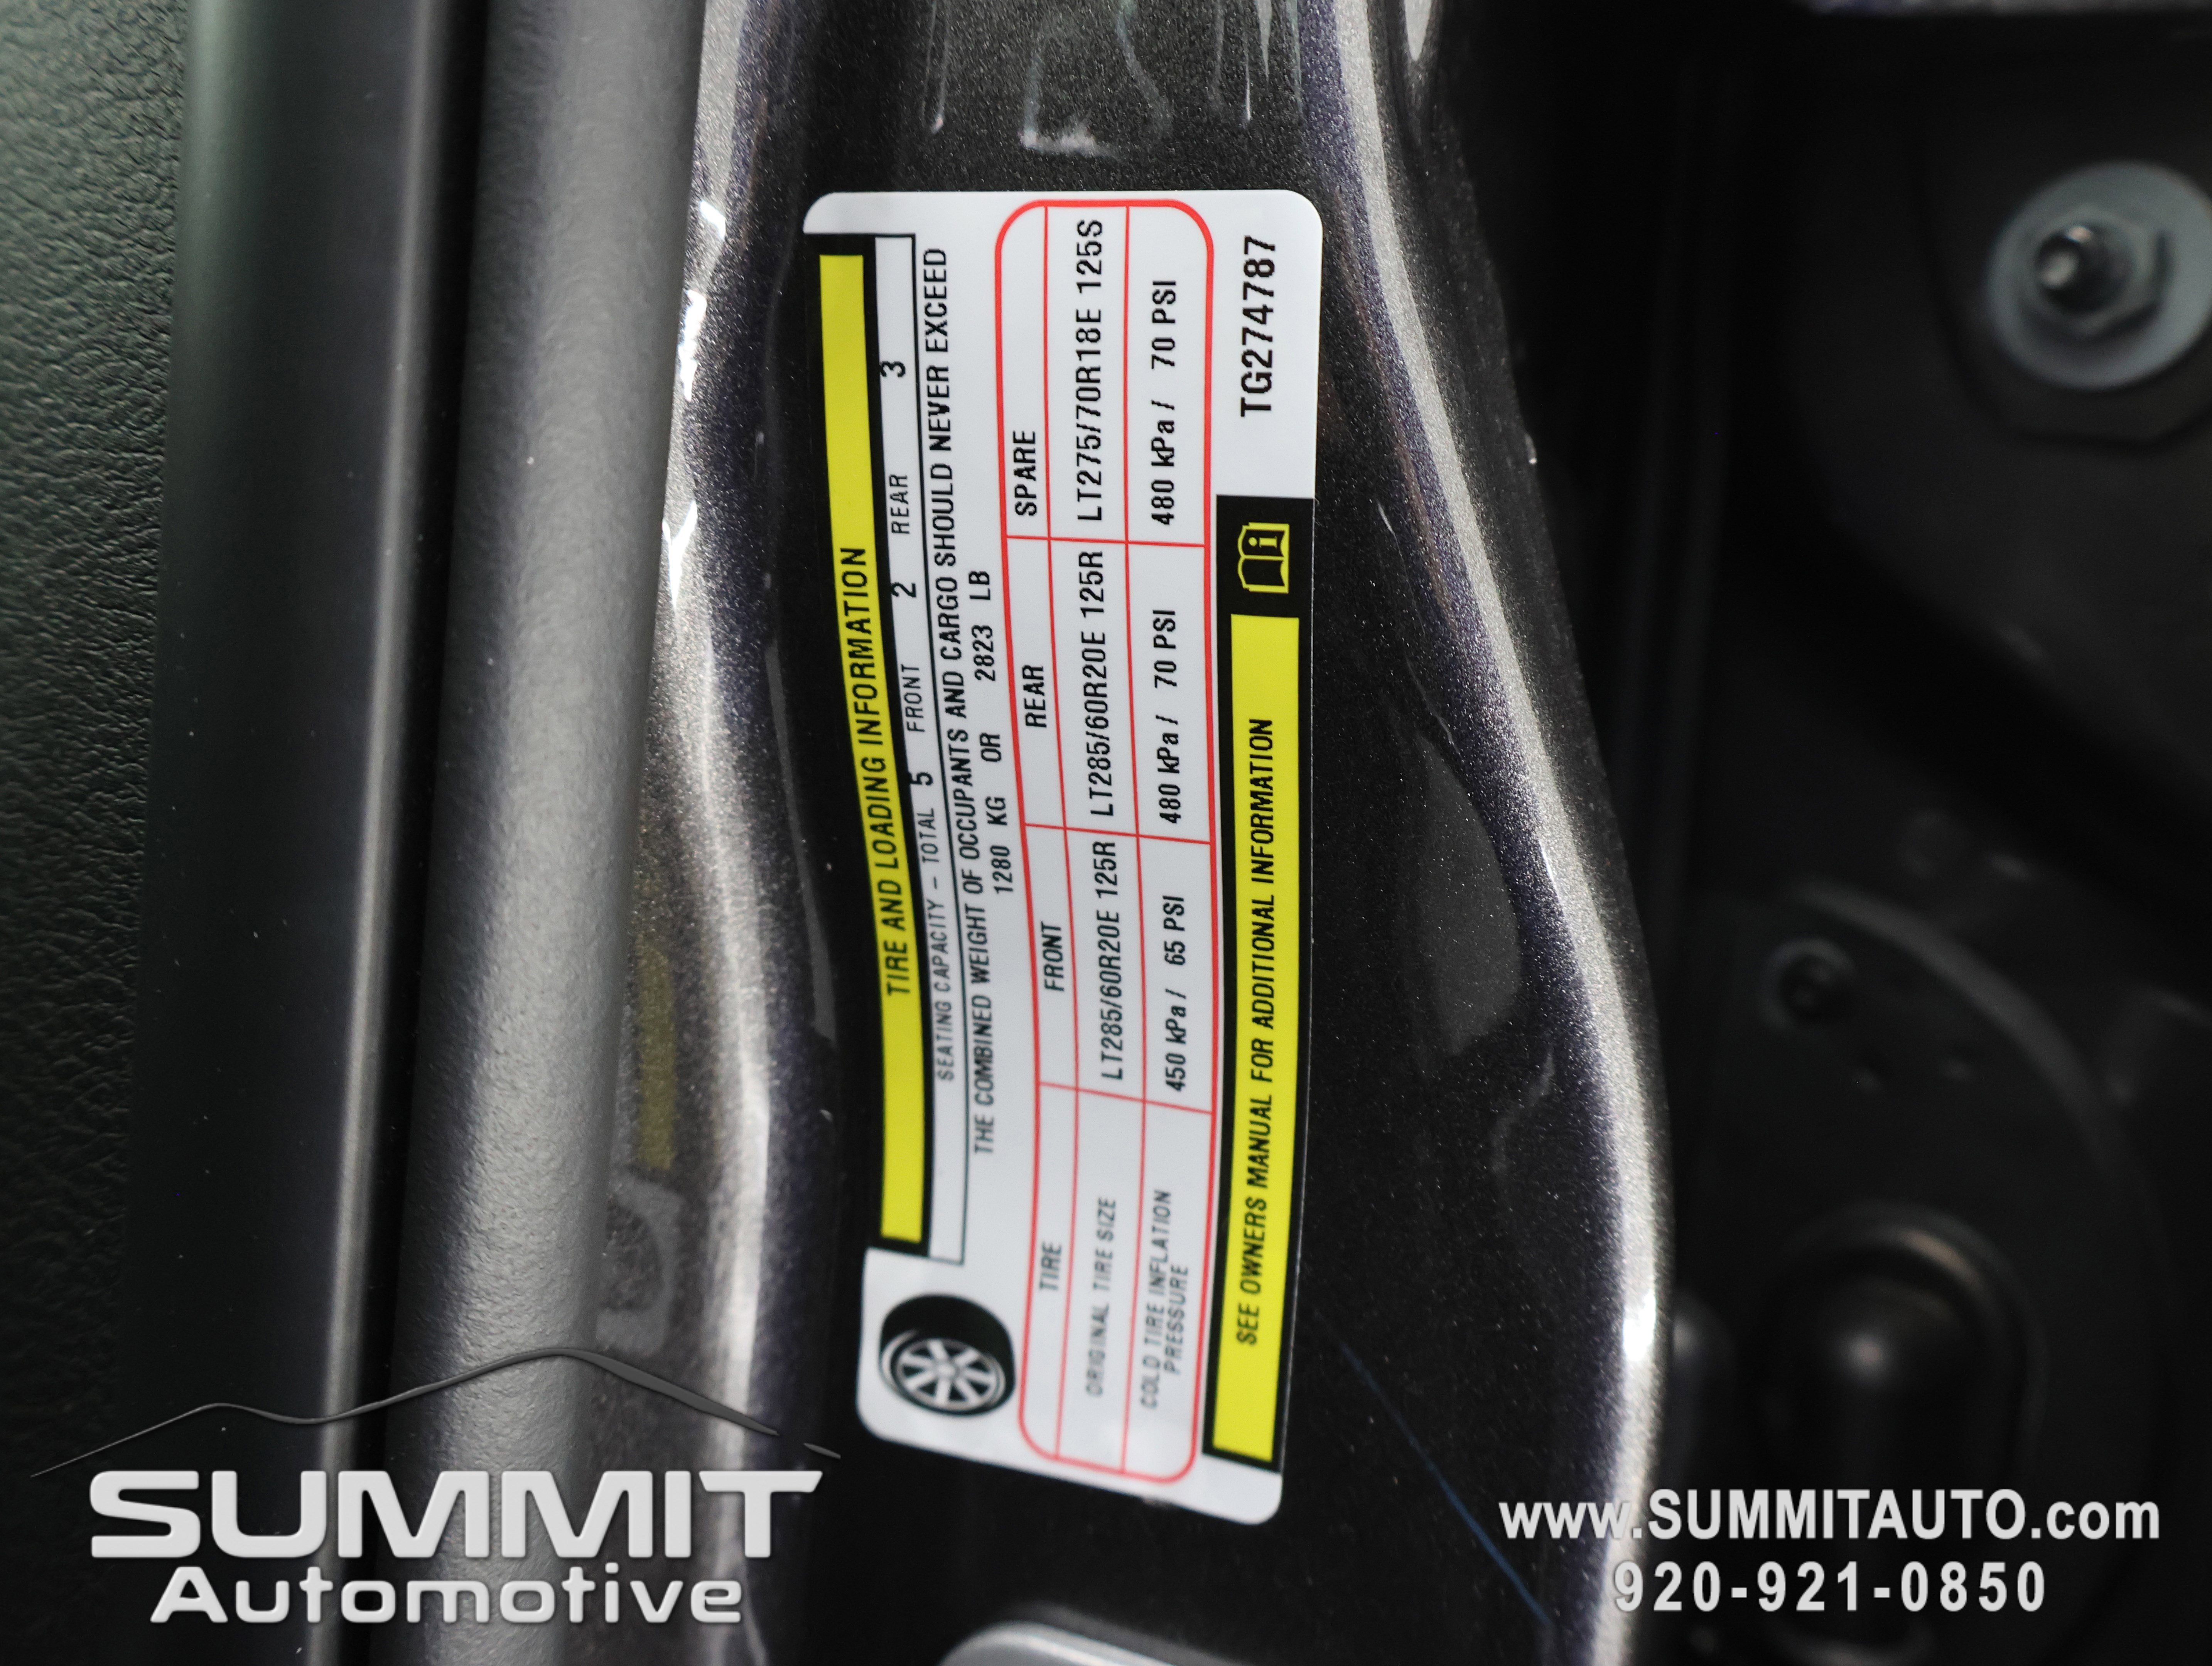 TIRE AND LOADING INFORMATION
SEATING CAPACITY - TOTAL 5 FRONT 2 REAR 3
THE COMBINED WEIGHT OF OCCUPANTS AND CARGO SHOULD NEVER EXCEED
1280 KG OR 2823 LB
TIRE FRONT REAR SPARE
ORIGINAL TIRE SIZE LT285/60R20E 125R LT285/60R20E 125R LT275/70R18E 125S
COLD TIRE INFLATION
PRESSURE 450 kPa / 65 PSI 480 kPa / 70 PSI 480 kPa / 70 PSI
SEE OWNERS MANUAL FOR ADDITIONAL INFORMATION TG274787
SUMMIT
Automotive
www.SUMMITAUTO.com
920-921-0850